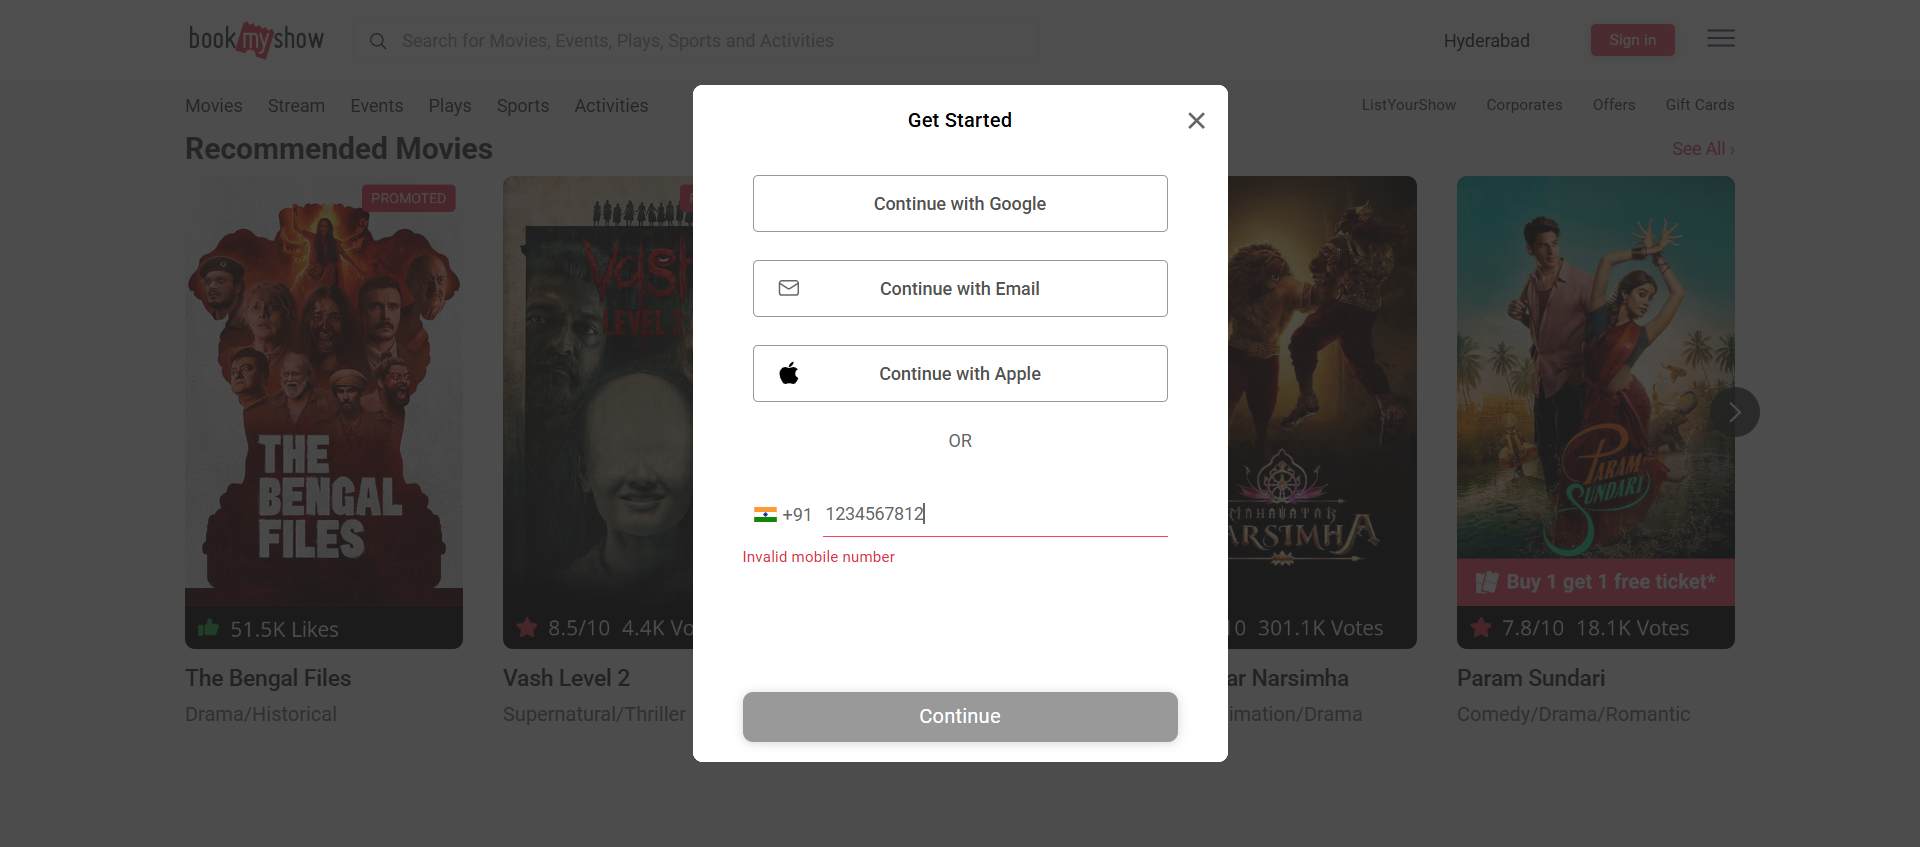 bookmyshow
Search for Movies, Events, Plays, Sports and Activities
Hyderabad
Sign in
Movies Stream Events Plays Sports Activities
ListYourShow Corporates Offers Gift Cards
Recommended Movies
See All ›
PROMOTED
THE
BENGAL
FILES
51.5K Likes
The Bengal Files
Drama/Historical
Vash
LEVEL 2
8.5/10 4.4K Vo
Vash Level 2
Supernatural/Thriller
Get Started
Continue with Google
Continue with Email
Continue with Apple
OR
+91 1234567812
Invalid mobile number
Continue
MAHAVATAR
ARSIMHA
10 301.1K Votes
ar Narsimha
imation/Drama
PARAM
SUNDARI
Buy 1 get 1 free ticket*
7.8/10 18.1K Votes
Param Sundari
Comedy/Drama/Romantic